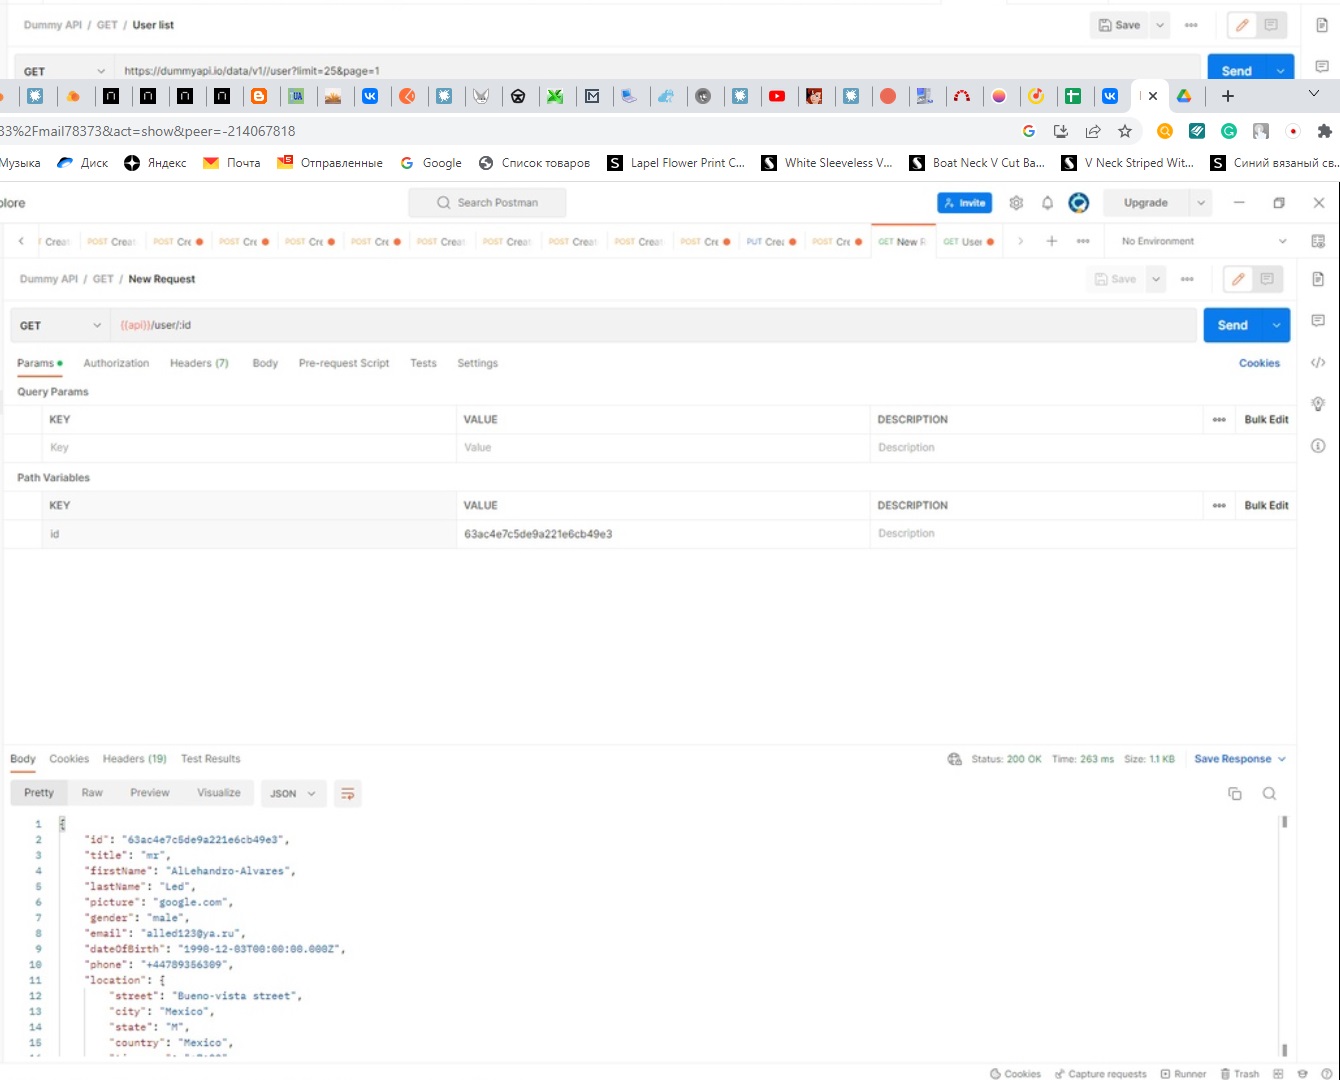 Dummy API / GET / User list
Save
GET
https://dummyapi.io/data/v1//user?limit=25&page=1
Send
33%2Fmail78373&act=show&peer=-214067818
Музыка Диск Яндекс Почта Отправленные Google Список товаров Lapel Flower Print C... White Sleeveless V... Boat Neck V Cut Ba... V Neck Striped Wit... Синий вязаный св...
plore
Search Postman
Invite
Upgrade
T Creat POST Creat POST Cre POST Cre POST Cre POST Cre POST Creat POST Creat POST Creat POST Creat POST Cre PUT Crea POST Cre GET New R GET User
No Environment
Dummy API / GET / New Request
Save
GET
{{api}}/user/:id
Send
Params Authorization Headers (7) Body Pre-request Script Tests Settings
Cookies
Query Params
KEY VALUE DESCRIPTION Bulk Edit
Key Value Description
Path Variables
KEY VALUE DESCRIPTION Bulk Edit
id 63ac4e7c5de9a221e6cb49e3 Description
Body Cookies Headers (19) Test Results
Status: 200 OK Time: 263 ms Size: 1.1 KB Save Response
Pretty Raw Preview Visualize JSON
1 {
2 "id": "63ac4e7c5de9a221e6cb49e3",
3 "title": "mr",
4 "firstName": "AlLehandro-Alvares",
5 "lastName": "Led",
6 "picture": "google.com",
7 "gender": "male",
8 "email": "alled123@ya.ru",
9 "dateOfBirth": "1990-12-03T00:00:00.000Z",
10 "phone": "+44789356309",
11 "location": {
12 "street": "Bueno-vista street",
13 "city": "Mexico",
14 "state": "M",
15 "country": "Mexico",
Cookies Capture requests Runner Trash